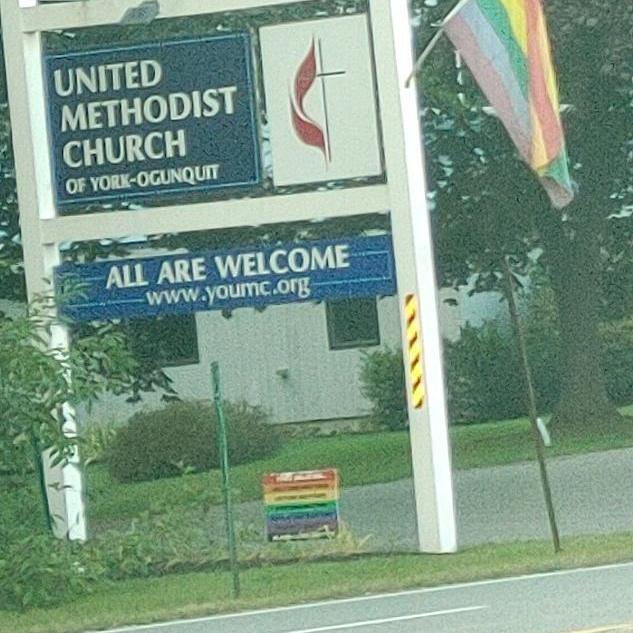 UNITED
METHODIST
CHURCH
OF YORK-OGUNQUIT
ALL ARE WELCOME
www.youmc.org